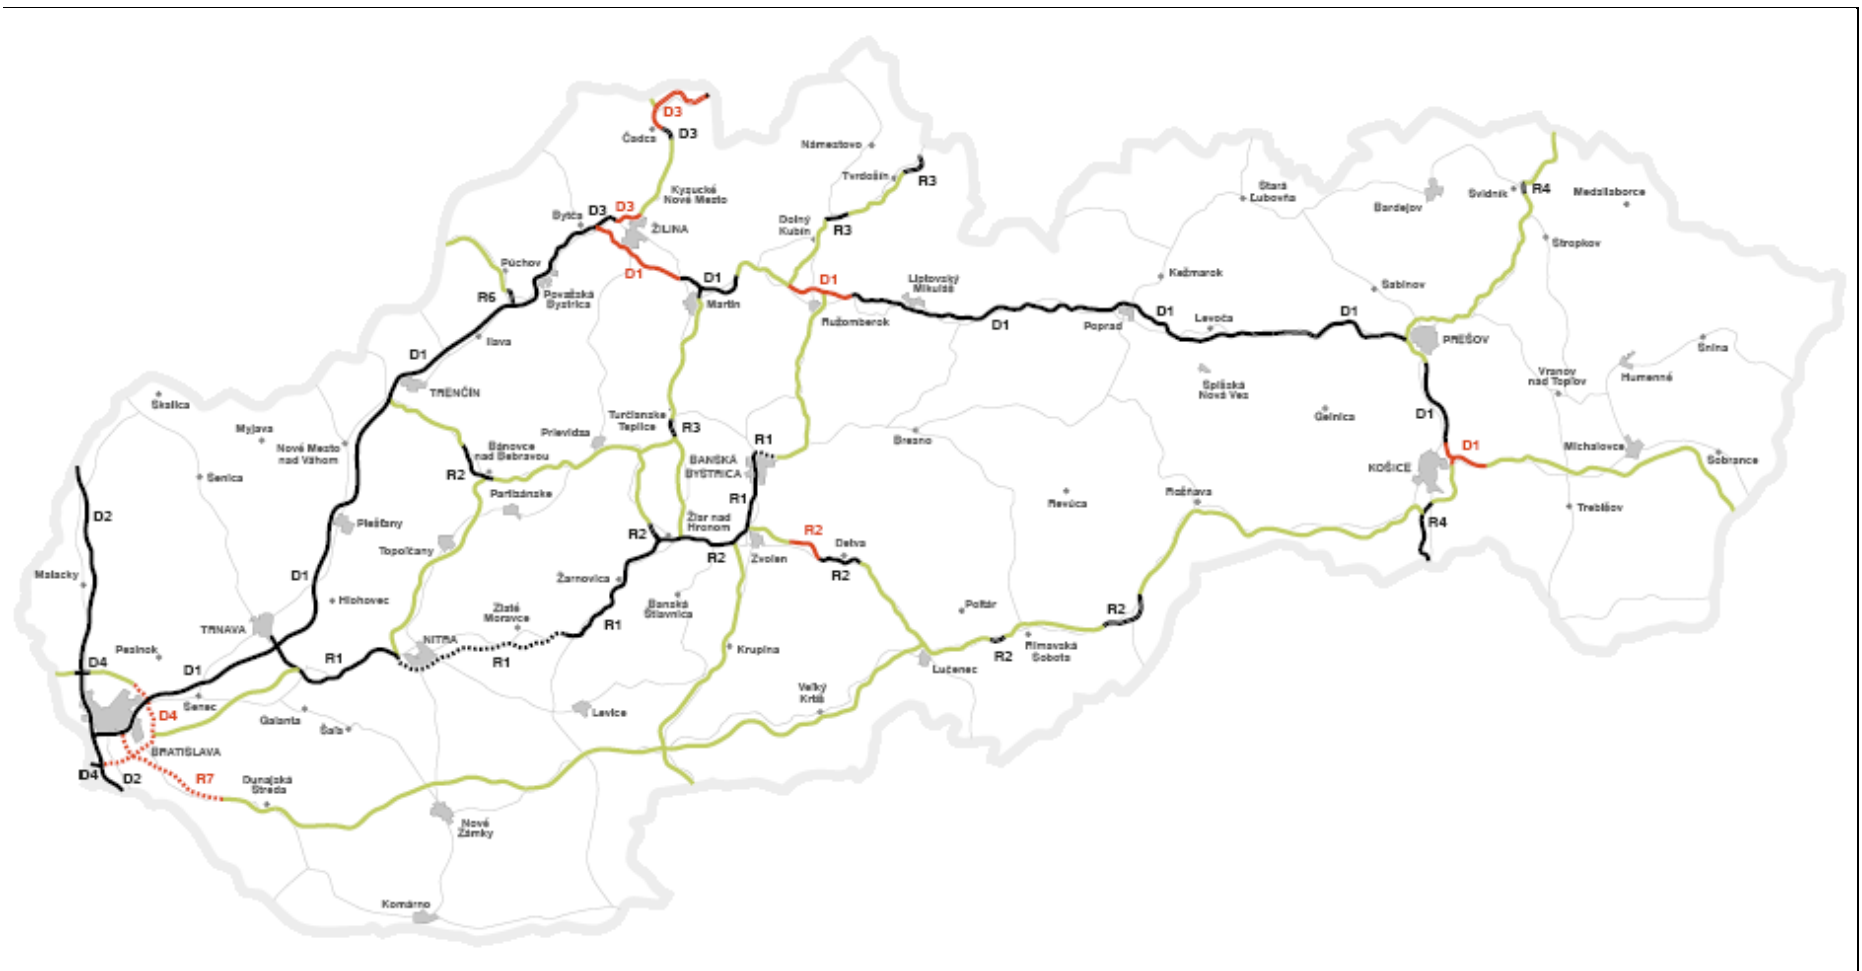 D3
D3
Čadca
Námestovo
Tvrdošín
R3
Kysucké
Nové Mesto
Stará
Ľubovňa
Bardejov
Svidník
R4
Medzilaborce
Bytča
D3
D3
ŽILINA
Dolný
Kubín
R3
Stropkov
Púchov
D1
D1
Martin
D1
Liptovský
Mikuláš
Kežmarok
Sabinov
R6
Považská
Bystrica
Ružomberok
D1
Poprad
D1
Levoča
D1
PREŠOV
Ilava
D1
Snina
Humenné
Vranov
nad Topľov
TRENČÍN
Spišská
Nová Ves
Gelnica
D1
Skalica
Myjava
Nové Mesto
nad Váhom
Prievidza
Turčianske
Teplice
R3
R1
Brezno
D1
Michalovce
Sobrance
Bánovce
nad Bebravou
R2
BANSKÁ
BYSTRICA
KOŠICE
Senica
Partizánske
R1
Revúca
Rožňava
Trebišov
D2
Piešťany
Topoľčany
Žiar nad
Hronom
R2
R2
Zvolen
R2
Detva
R2
R4
Malacky
D1
Hlohovec
Žarnovica
Zlaté
Moravce
Banská
Štiavnica
R1
Poltár
R2
TRNAVA
NITRA
R1
Krupina
R2
Rimavská
Sobota
Lučenec
Pezinok
D4
D1
R1
Senec
D4
Galanta
Šaľa
Levice
Veľký
Krtíš
BRATISLAVA
D4
D2
R7
Dunajská
Streda
Nové
Zámky
Komárno